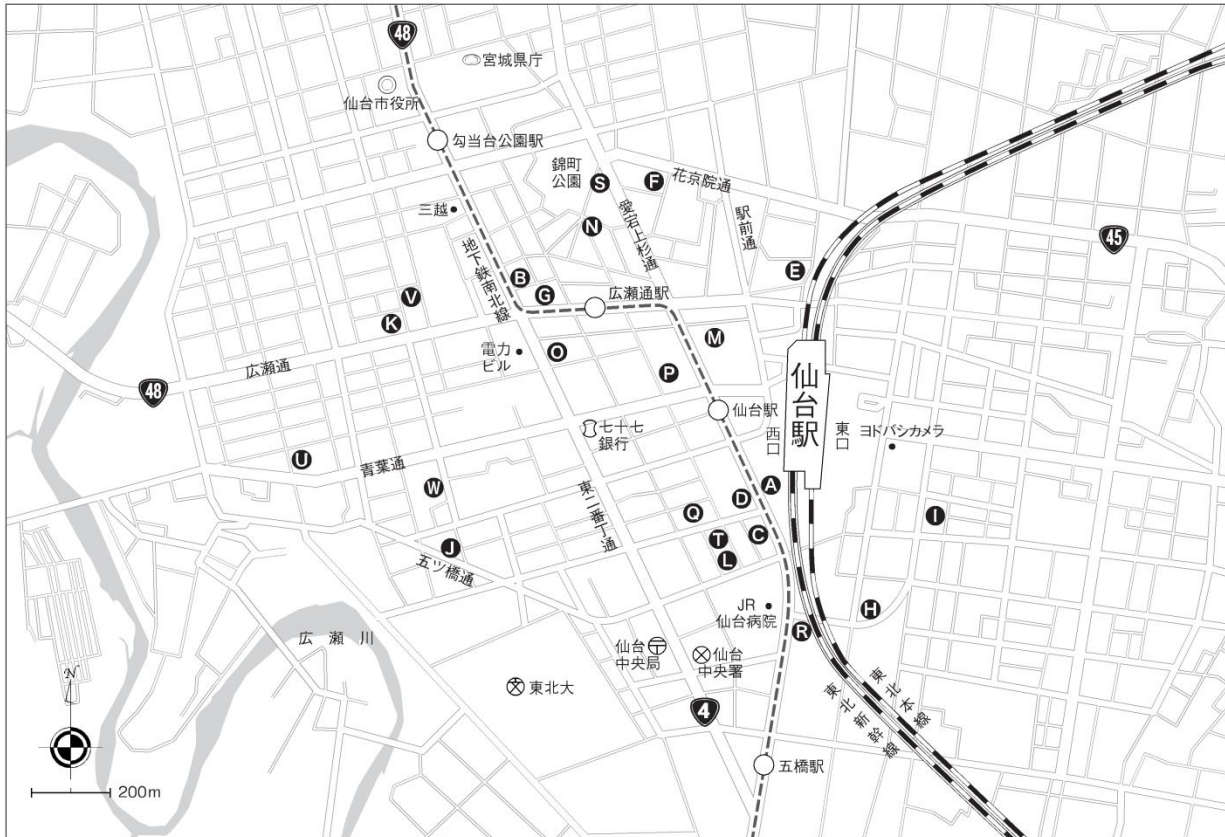 48
宮城県庁
仙台市役所
勾当台公園駅
錦町
公園
S
F
花京院通
三越
N
愛宕上杉通
駅前通
45
地下鉄南北線
B
G
広瀬通駅
E
V
K
電力
ビル
O
M
P
広瀬通
48
仙台駅
仙台駅
西口
東口
ヨドバシカメラ
七十七
銀行
U
青葉通
W
A
D
Q
T
C
L
I
東二番丁通
J
五ツ橋通
JR
仙台病院
H
R
広瀬川
仙台
中央局
仙台
中央署
東北大
4
東北本線
東北新幹線
N
五橋駅
200m